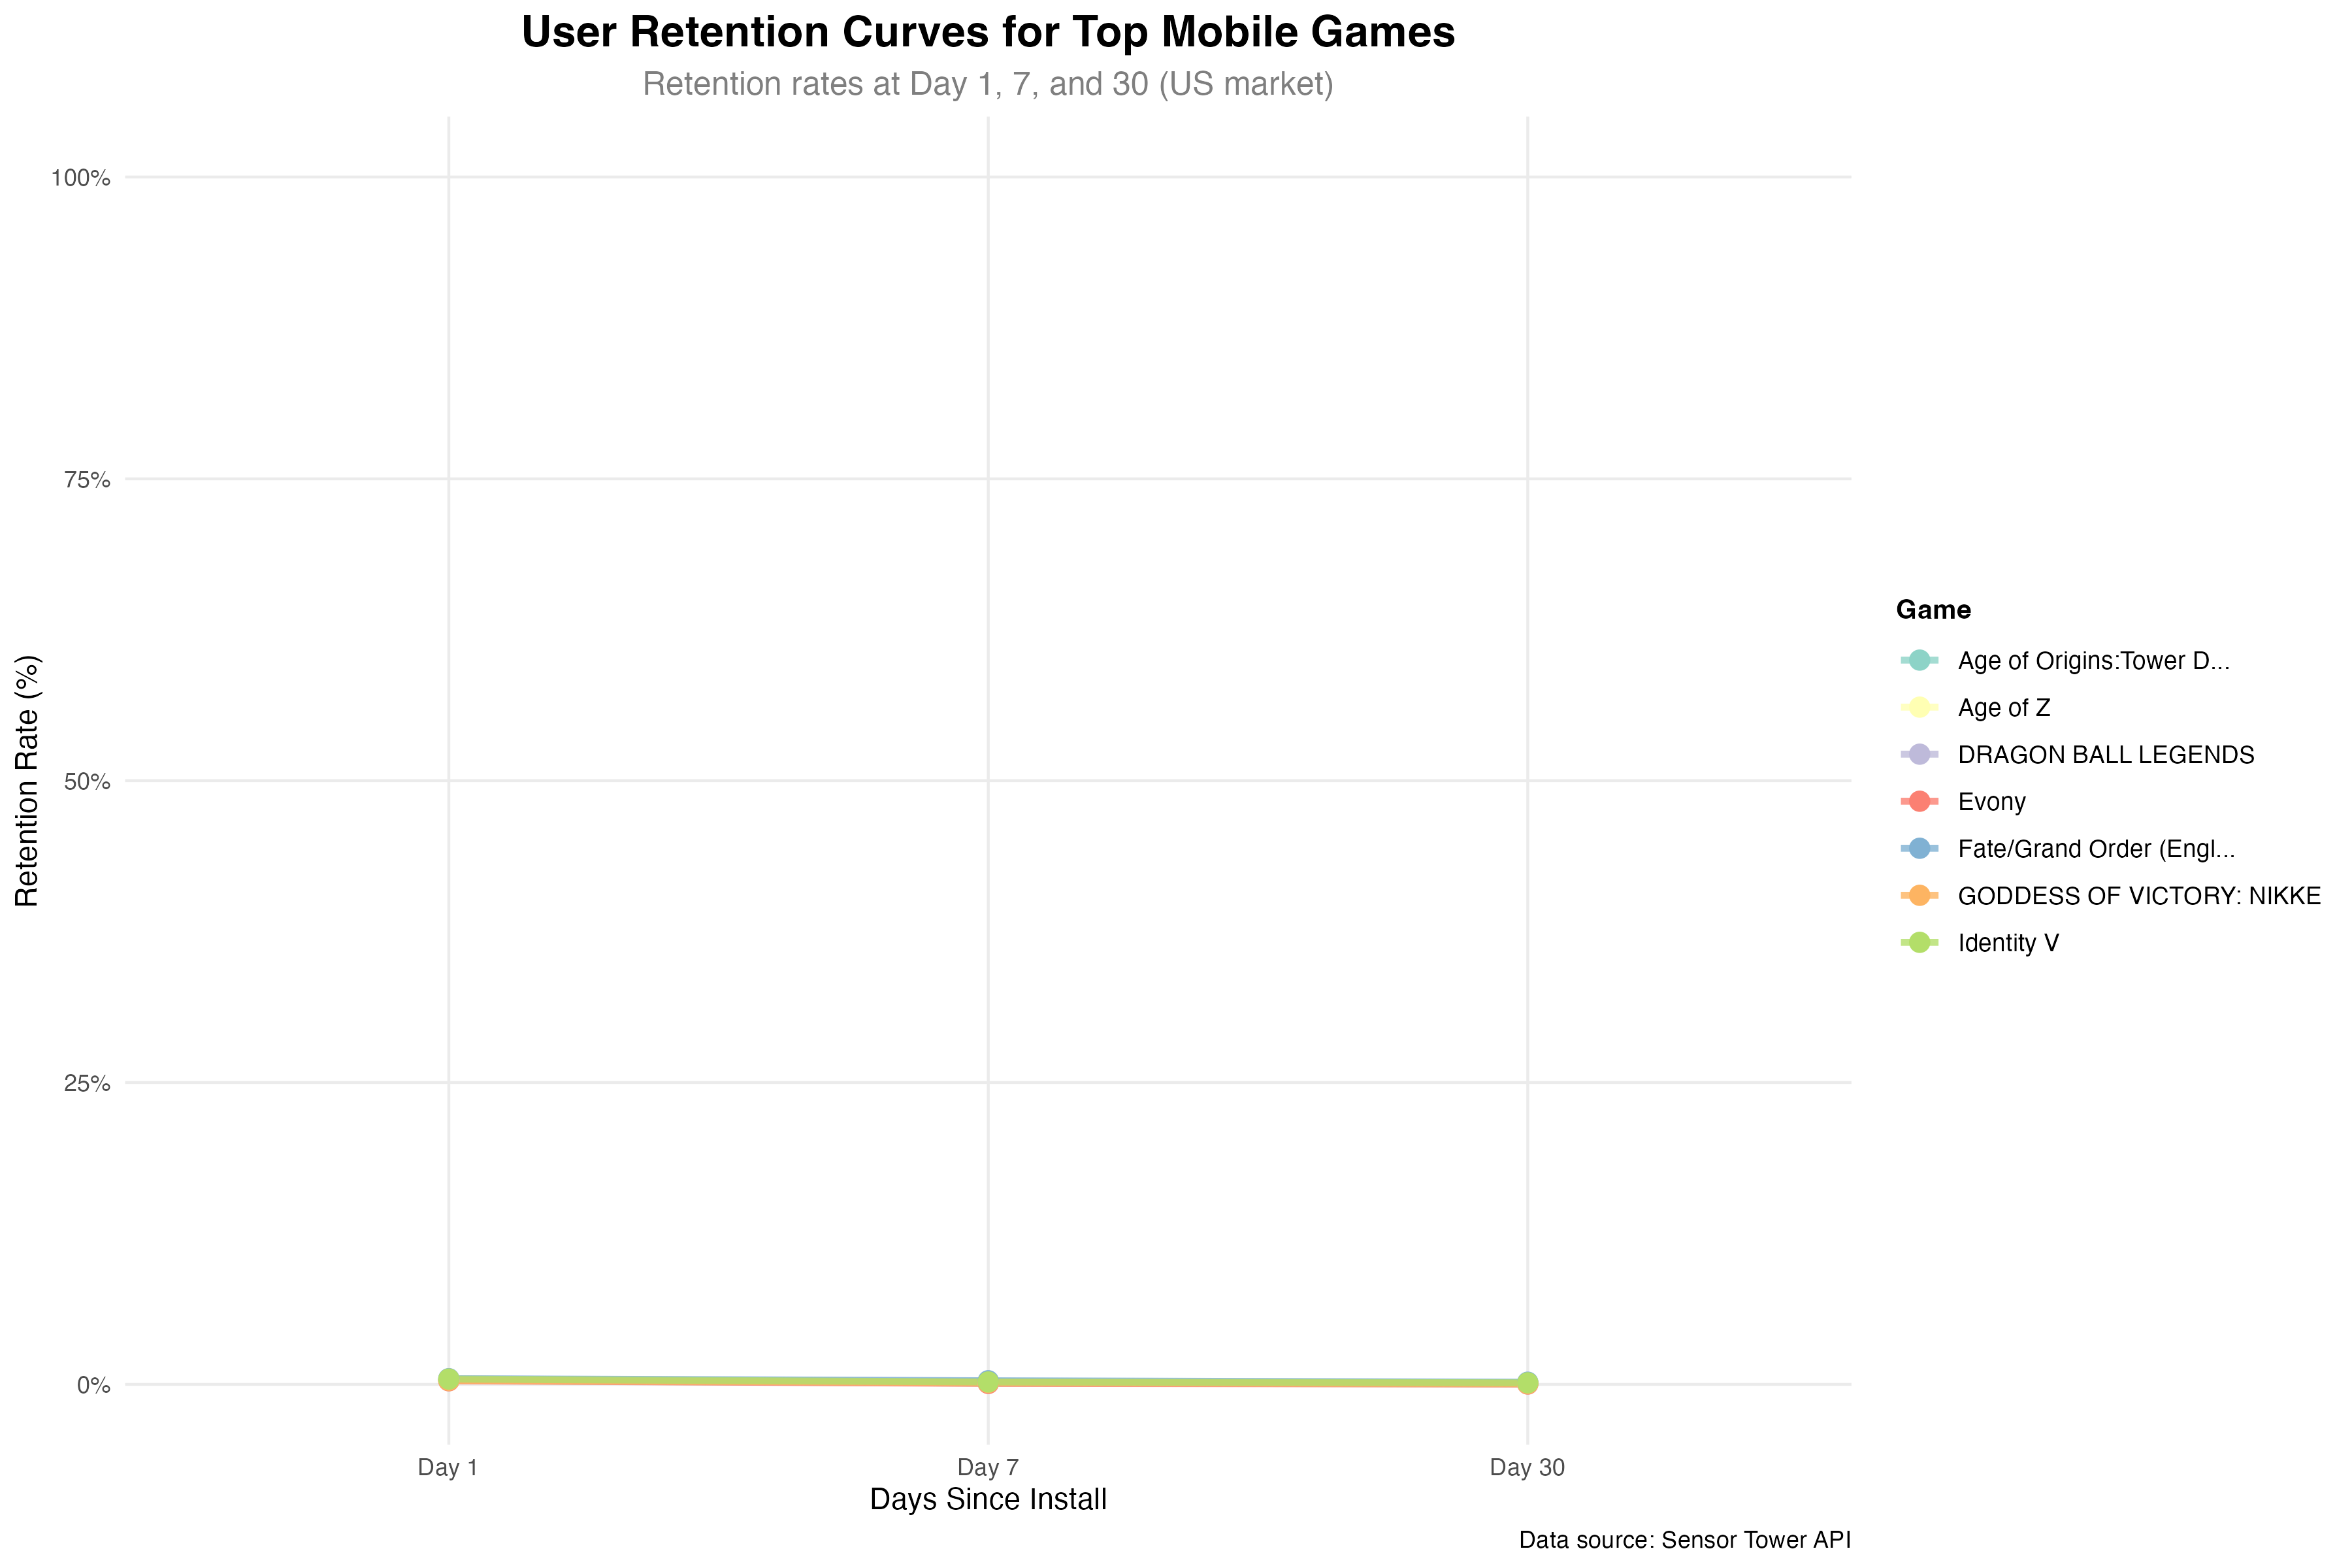 User Retention Curves for Top Mobile Games
Retention rates at Day 1, 7, and 30 (US market)
100%
75%
50%
25%
0%
Retention Rate (%)
Day 1
Day 7
Day 30
Days Since Install
Game
Age of Origins:Tower D...
Age of Z
DRAGON BALL LEGENDS
Evony
Fate/Grand Order (Engl...
GODDESS OF VICTORY: NIKKE
Identity V
Data source: Sensor Tower API